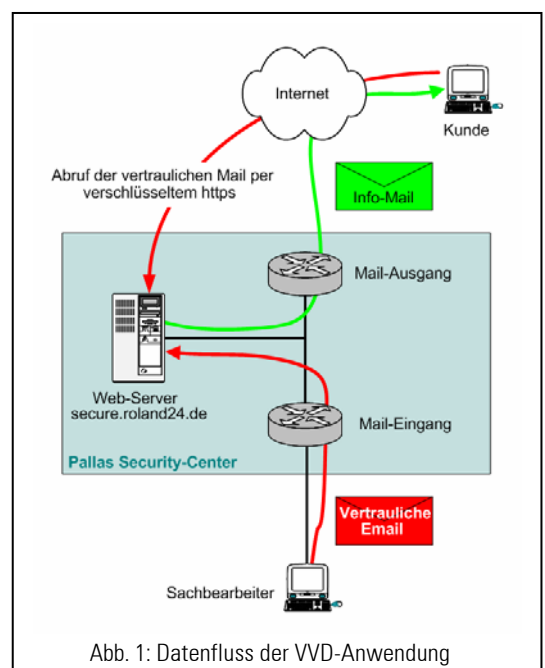 Internet
Kunde
Abruf der vertraulichen Mail per
verschlüsseltem https
Info-Mail
Mail-Ausgang
Web-Server
secure.roland24.de
Mail-Eingang
Pallas Security-Center
Vertrauliche
Email
Sachbearbeiter
Abb. 1: Datenfluss der VVD-Anwendung